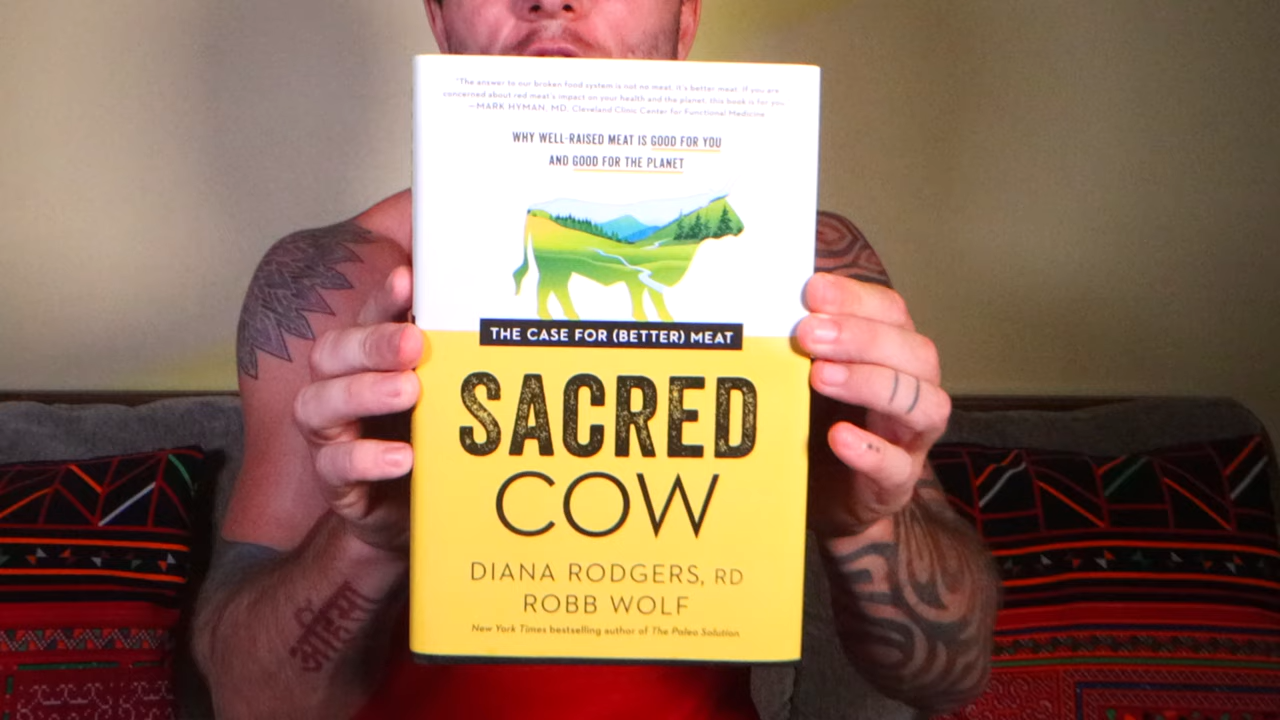 "The answer to our broken food system is not no meat, it's better meat. If you are
concerned about red meat's impact on your health and the planet, this book is for you."
—MARK HYMAN, MD, Cleveland Clinic Center for Functional Medicine
WHY WELL-RAISED MEAT IS GOOD FOR YOU
AND GOOD FOR THE PLANET
THE CASE FOR (BETTER) MEAT
SACRED
COW
DIANA RODGERS, RD
ROBB WOLF
New York Times bestselling author of The Paleo Solution
अहिंसा